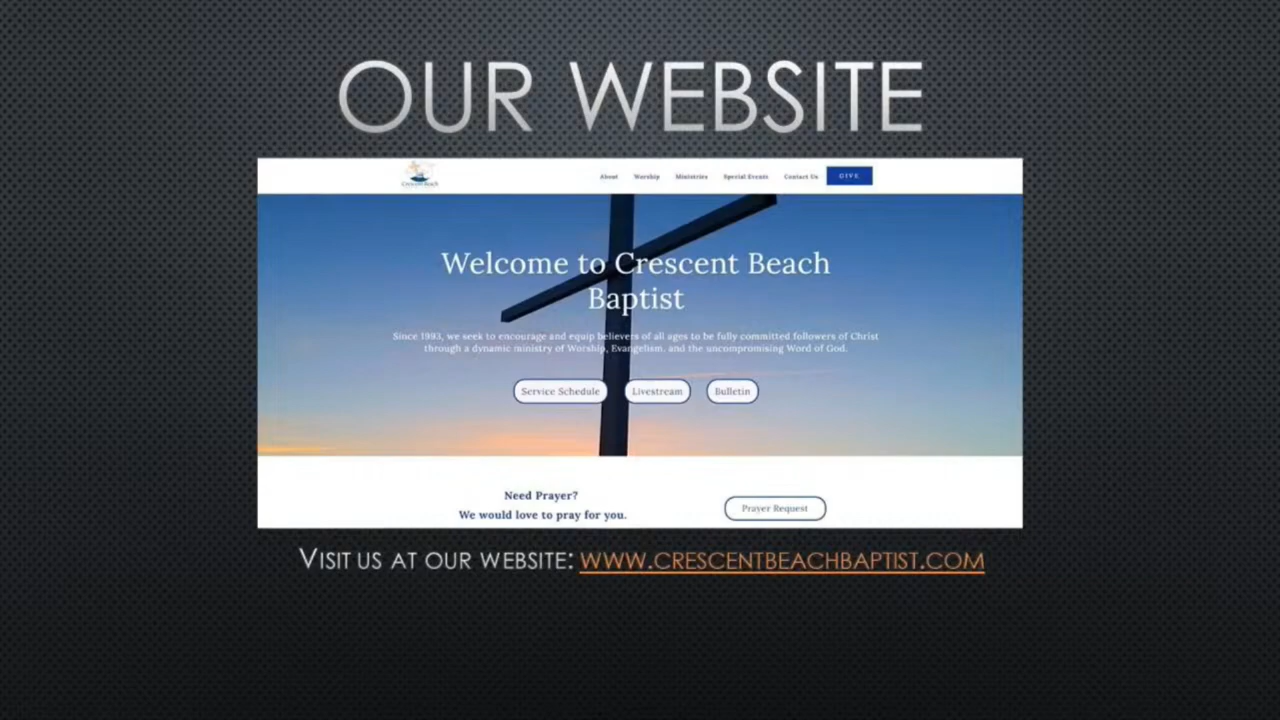 OUR WEBSITE
Crescent Beach
About Worship Ministries Special Events Contact Us GIVE
Welcome to Crescent Beach
Baptist
Since 1993, we seek to encourage and equip believers of all ages to be fully committed followers of Christ
through a dynamic ministry of Worship, Evangelism. and the uncompromising Word of God.
Service Schedule Livestream Bulletin
Need Prayer?
We would love to pray for you.
Prayer Request
VISIT US AT OUR WEBSITE: WWW.CRESCENTBEACHBAPTIST.COM